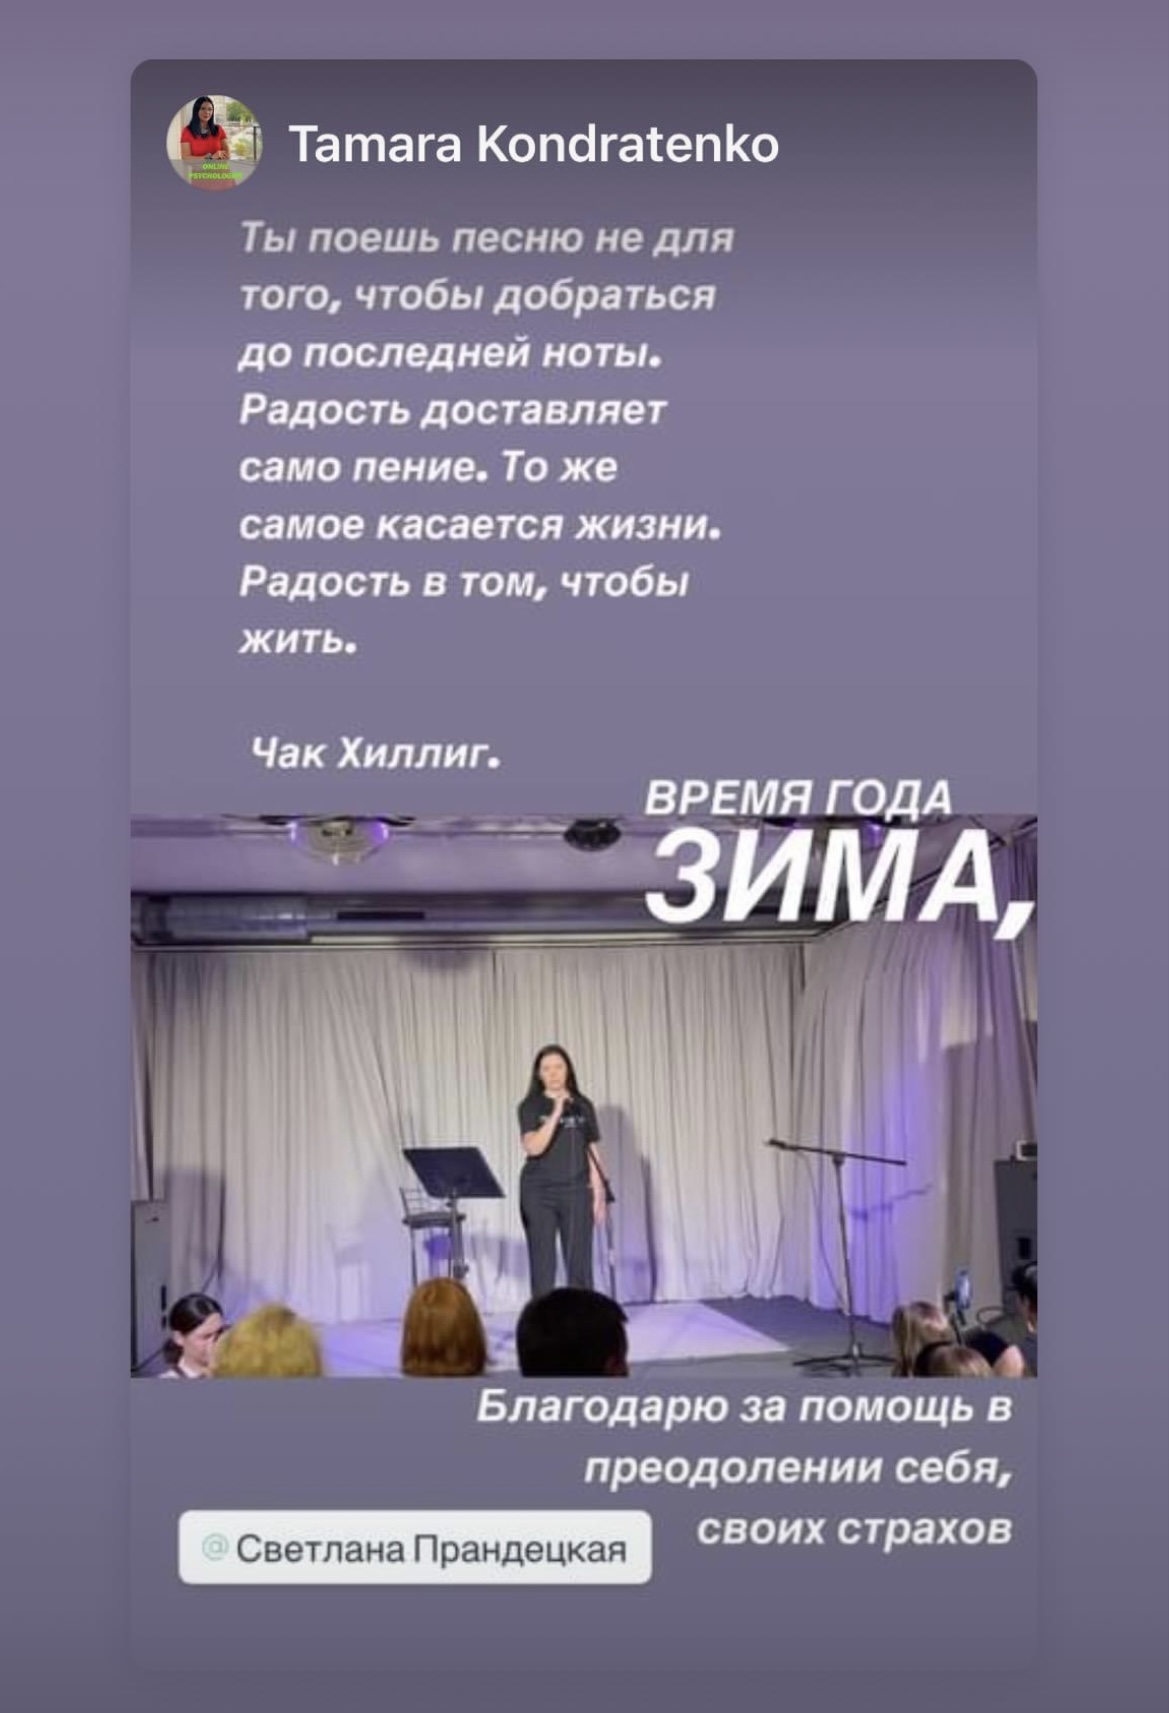 Tamara Kondratenko
ONLINE
PSYCHOLOGIST
Ты поешь песню не для
того, чтобы добраться
до последней ноты.
Радость доставляет
само пение. То же
самое касается жизни.
Радость в том, чтобы
жить.
Чак Хиллиг.
ВРЕМЯ ГОДА
ЗИМА,
Благодарю за помощь в
преодолении себя,
своих страхов
@Светлана Прандецкая